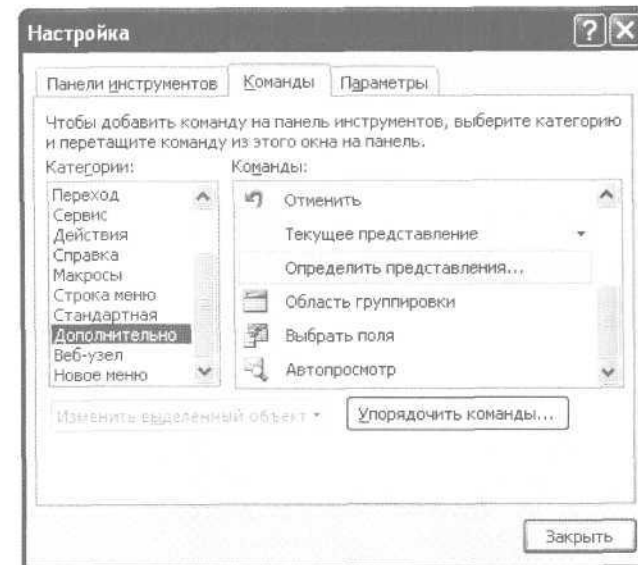 Настройка
Панели инструментов Команды Параметры
Чтобы добавить команду на панель инструментов, выберите категорию
и перетащите команду из этого окна на панель.
Категории: Команды:
Переход
Сервис
Действия
Справка
Макросы
Строка меню
Стандартная
Дополнительно
Веб-узел
Новое меню
Отменить
Текущее представление
Определить представления...
Область группировки
Выбрать поля
Автопросмотр
Изменить выделенный объект Упорядочить команды...
Закрыть